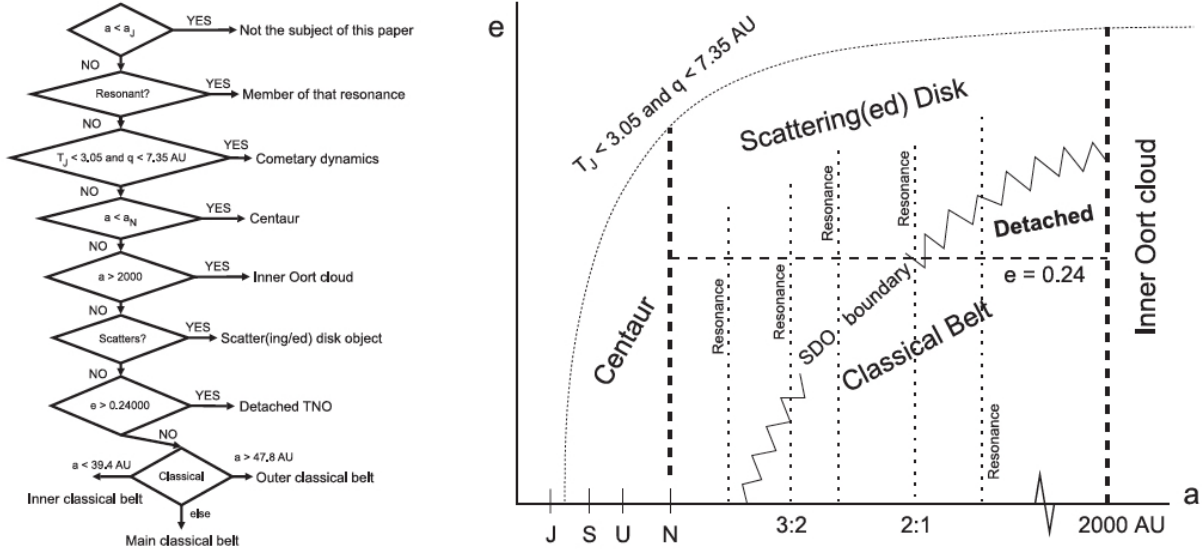 a < aJ
YES
Not the subject of this paper
NO
Resonant?
YES
Member of that resonance
NO
TJ < 3.05 and q < 7.35 AU
YES
Cometary dynamics
NO
a < aN
YES
Centaur
NO
a > 2000
YES
Inner Oort cloud
NO
Scatters?
YES
Scatter(ing/ed) disk object
NO
e > 0.24000
YES
Detached TNO
NO
a < 39.4 AU
Classical
a > 47.8 AU
Inner classical belt
Outer classical belt
else
Main classical belt
e
TJ < 3.05 and q < 7.35 AU
Scattering(ed) Disk
Resonance
Resonance
Detached
Inner Oort cloud
e = 0.24
Centaur
Resonance
Resonance
SDO boundary
Classical Belt
Resonance
a
J S U N 3:2 2:1 2000 AU